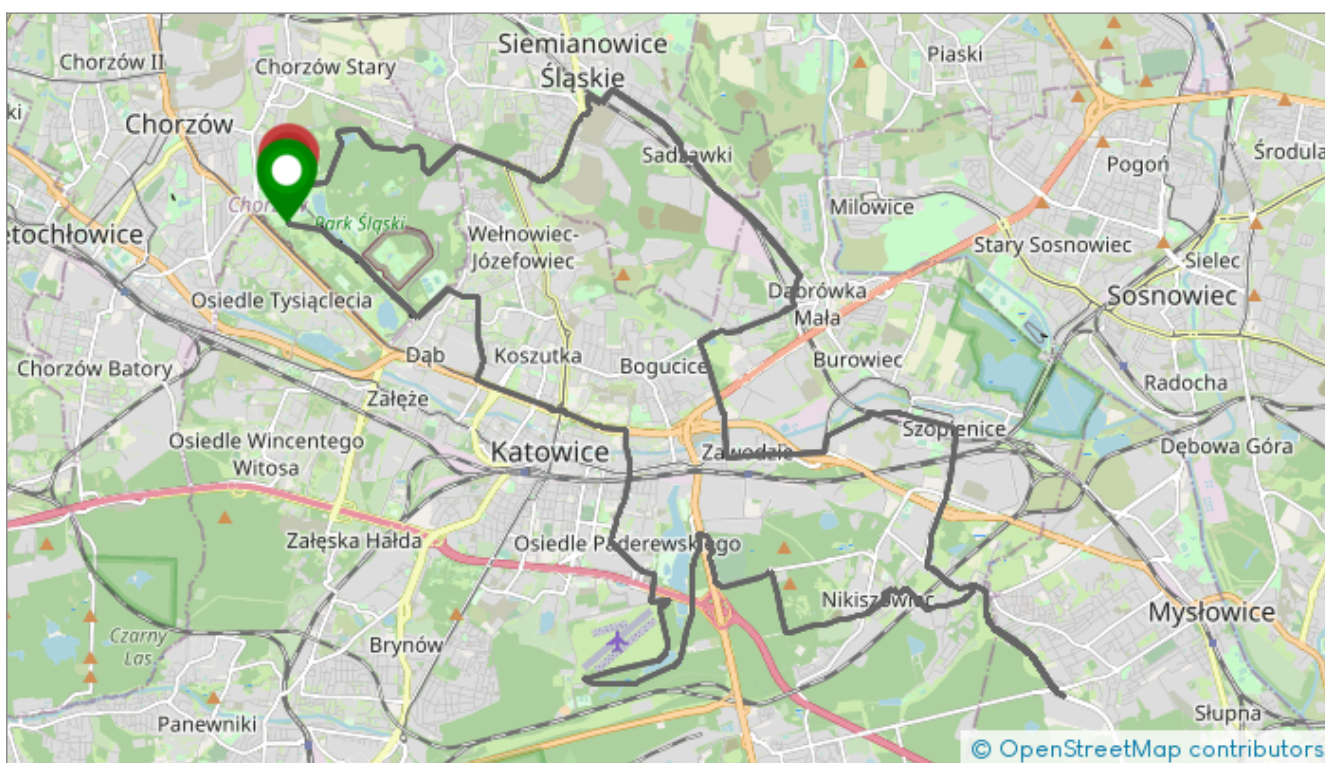 Siemianowice
Śląskie
Piaski
Chorzów II
Chorzów Stary
ki
Chorzów
Sadzawki
Pogoń
Środula
Milowice
Park Śląski
ętochłowice
Wełnowiec-
Józefowiec
Stary Sosnowiec
Sielec
Osiedle Tysiąclecia
Dąbrówka
Mała
Sosnowiec
Dąb
Koszutka
Bogucice
Burowiec
Chorzów Batory
Załęże
Radocha
Osiedle Wincentego
Witosa
Katowice
Zawodzie
Szopienice
Dębowa Góra
Załęska Hałda
Osiedle Paderewskiego
Nikiszowiec
Mysłowice
Czarny
Las
Brynów
Panewniki
Słupna
© OpenStreetMap contributors